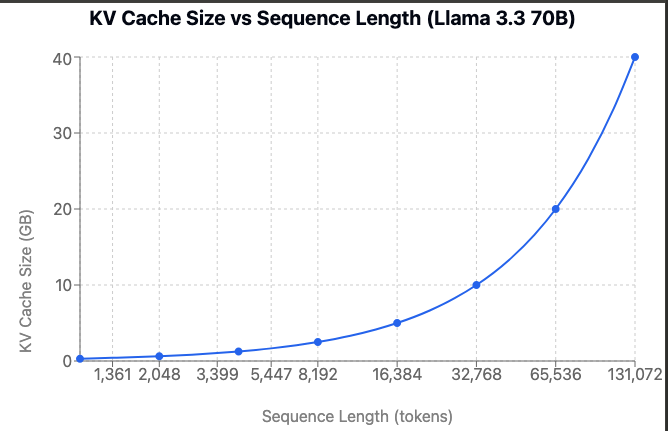 KV Cache Size vs Sequence Length (Llama 3.3 70B)
40
30
20
10
0
KV Cache Size (GB)
1,361 2,048 3,399 5,447 8,192 16,384 32,768 65,536 131,072
Sequence Length (tokens)